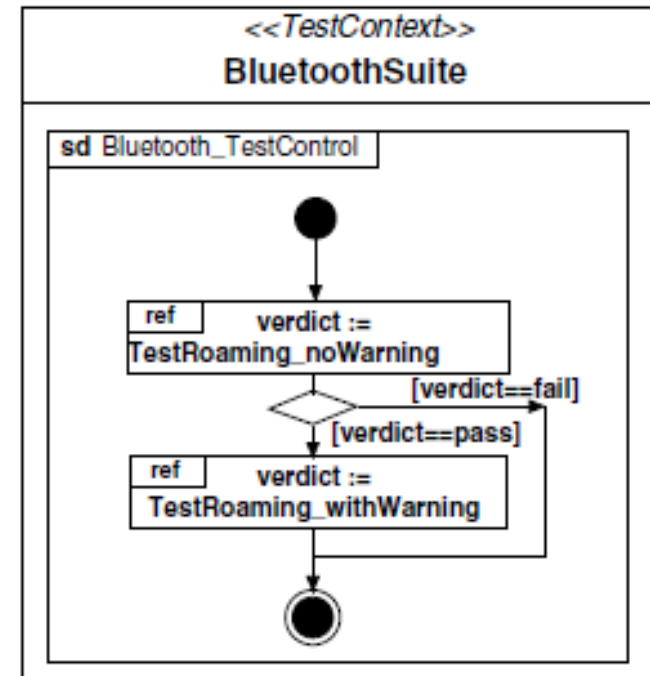 <<TestContext>>
BluetoothSuite
sd Bluetooth_TestControl
ref
verdict :=
TestRoaming_noWarning
[verdict==fail]
[verdict==pass]
ref
verdict :=
TestRoaming_withWarning